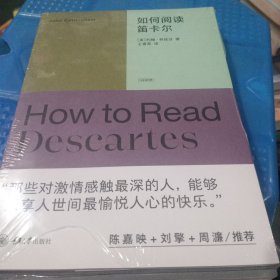 John Cottingham
如何阅读
笛卡尔
How to Read
Descartes
“那些对激情感触最深的人，能够
享人世间最愉悦人心的快乐。”
陈嘉映+刘擎+周濂/推荐